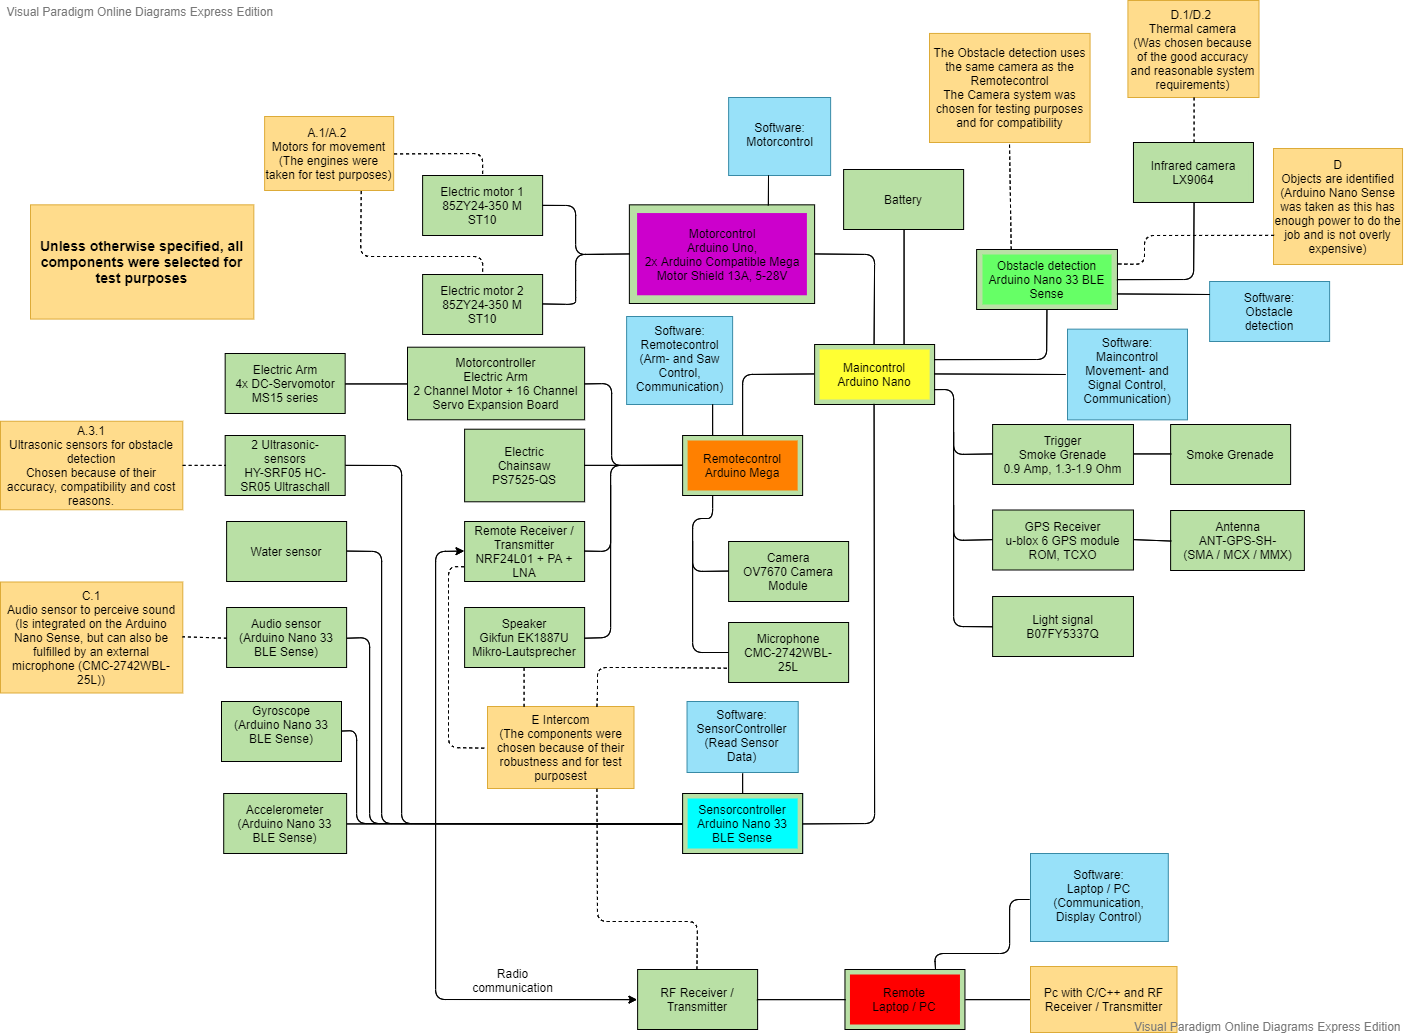 Visual Paradigm Online Diagrams Express Edition
D.1/D.2
Thermal camera
(Was chosen because
of the good accuracy
and reasonable system
requirements)
The Obstacle detection uses
the same camera as the
Remotecontrol
The Camera system was
chosen for testing purposes
and for compatibility
A.1/A.2
Motors for movement
(The engines were
taken for test purposes)
Software:
Motorcontrol
Infrared camera
LX9064
D
Objects are identified
(Arduino Nano Sense
was taken as this has
enough power to do the
job and is not overly
expensive)
Electric motor 1
85ZY24-350 M
ST10
Battery
Unless otherwise specified, all
components were selected for
test purposes
Motorcontrol
Arduino Uno,
2x Arduino Compatible Mega
Motor Shield 13A, 5-28V
Obstacle detection
Arduino Nano 33 BLE
Sense
Electric motor 2
85ZY24-350 M
ST10
Software:
Obstacle
detection
Software:
Remotecontrol
(Arm- and Saw
Control,
Communication)
Software:
Maincontrol
Movement- and
Signal Control,
Communication)
Electric Arm
4x DC-Servomotor
MS15 series
Motorcontroller
Electric Arm
2 Channel Motor + 16 Channel
Servo Expansion Board
Maincontrol
Arduino Nano
A.3.1
Ultrasonic sensors for obstacle
detection
Chosen because of their
accuracy, compatibility and cost
reasons.
2 Ultrasonic-
sensors
HY-SRF05 HC-
SR05 Ultraschall
Electric
Chainsaw
PS7525-QS
Remotecontrol
Arduino Mega
Trigger
Smoke Grenade
0.9 Amp, 1.3-1.9 Ohm
Smoke Grenade
Water sensor
Remote Receiver /
Transmitter
NRF24L01 + PA +
LNA
Camera
OV7670 Camera
Module
GPS Receiver
u-blox 6 GPS module
ROM, TCXO
Antenna
ANT-GPS-SH-
(SMA / MCX / MMX)
C.1
Audio sensor to perceive sound
(Is integrated on the Arduino
Nano Sense, but can also be
fulfilled by an external
microphone (CMC-2742WBL-
25L))
Audio sensor
(Arduino Nano 33
BLE Sense)
Speaker
Gikfun EK1887U
Mikro-Lautsprecher
Microphone
CMC-2742WBL-
25L
Light signal
B07FY5337Q
Gyroscope
(Arduino Nano 33
BLE Sense)
E Intercom
(The components were
chosen because of their
robustness and for test
purposest
Software:
SensorController
(Read Sensor
Data)
Accelerometer
(Arduino Nano 33
BLE Sense)
Sensorcontroller
Arduino Nano 33
BLE Sense
Software:
Laptop / PC
(Communication,
Display Control)
Radio
communication
RF Receiver /
Transmitter
Remote
Laptop / PC
Pc with C/C++ and RF
Receiver / Transmitter
Visual Paradigm Online Diagrams Express Edition